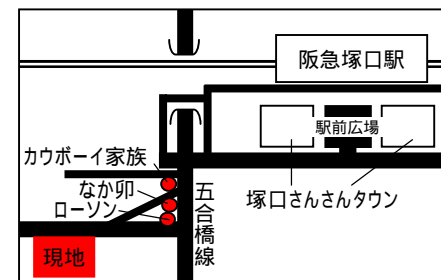 阪急塚口駅
駅前広場
カウボーイ家族
なか卯
ローソン
五合橋線
塚口さんさんタウン
現地